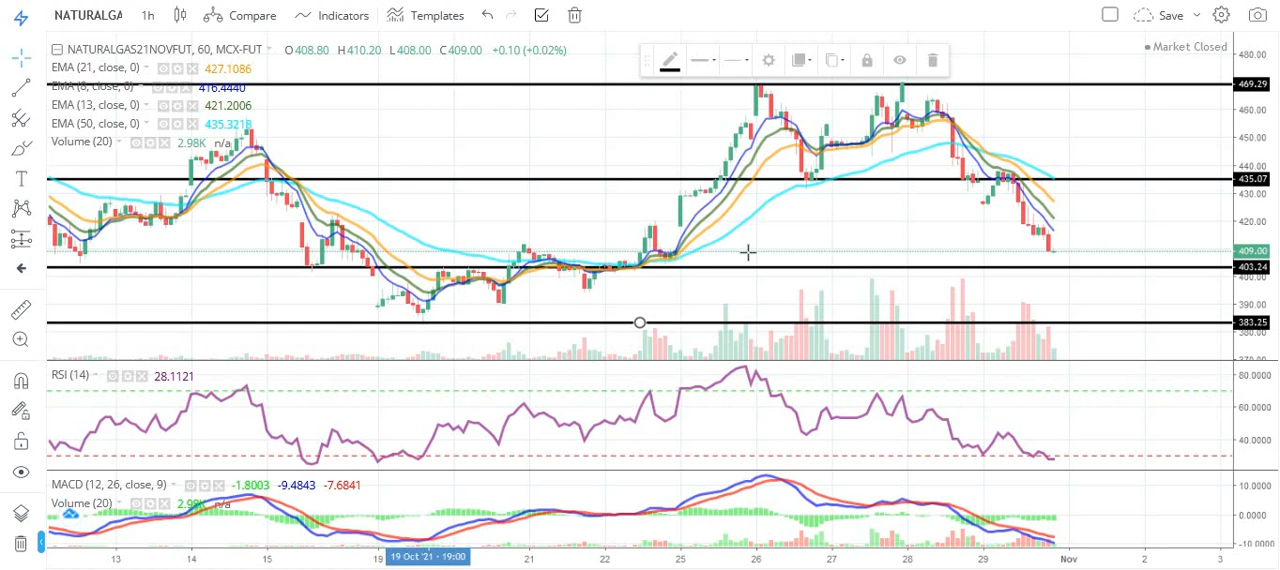 NATURALGA 1h Compare Indicators Templates Save
NATURALGAS21NOVFUT, 60, MCX-FUT O408.80 H410.20 L408.00 C409.00 +0.10 (+0.02%)
Market Closed
EMA (21, close, 0) 427.1086
EMA (8, close, 0) 416.4440
EMA (13, close, 0) 421.2006
EMA (50, close, 0) 435.3218
Volume (20) 2.98K n/a
480.00
469.29
460.00
450.00
440.00
435.07
430.00
420.00
409.00
403.24
400.00
390.00
383.25
380.00
370.00
RSI (14) 28.1121
80.0000
60.0000
40.0000
MACD (12, 26, close, 9) -1.8003 -9.4843 -7.6841
Volume (20) 2.98K n/a
10.0000
0.0000
-10.0000
13 14 15 19 19 Oct '21 - 19:00 21 22 25 26 27 28 29 Nov 2 3